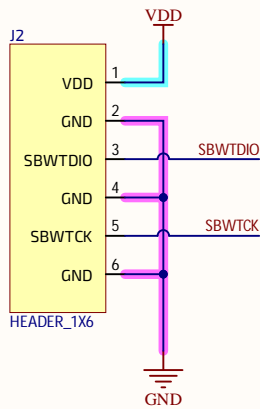 VDD
J2
VDD 1
GND 2
SBWTDIO 3 SBWTDIO
GND 4
SBWTCK 5 SBWTCK
GND 6
HEADER_1X6
GND